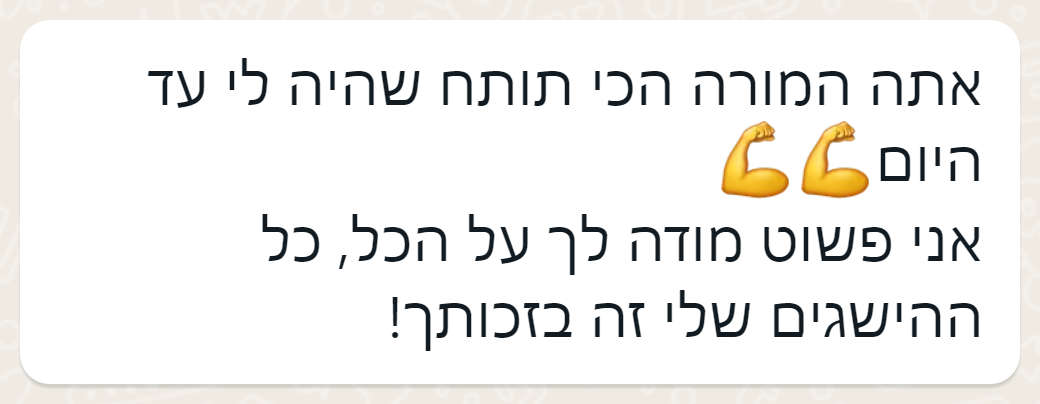 אתה המורה הכי תותח שהיה לי עד
היום💪💪
אני פשוט מודה לך על הכל, כל
ההישגים שלי זה בזכותך!